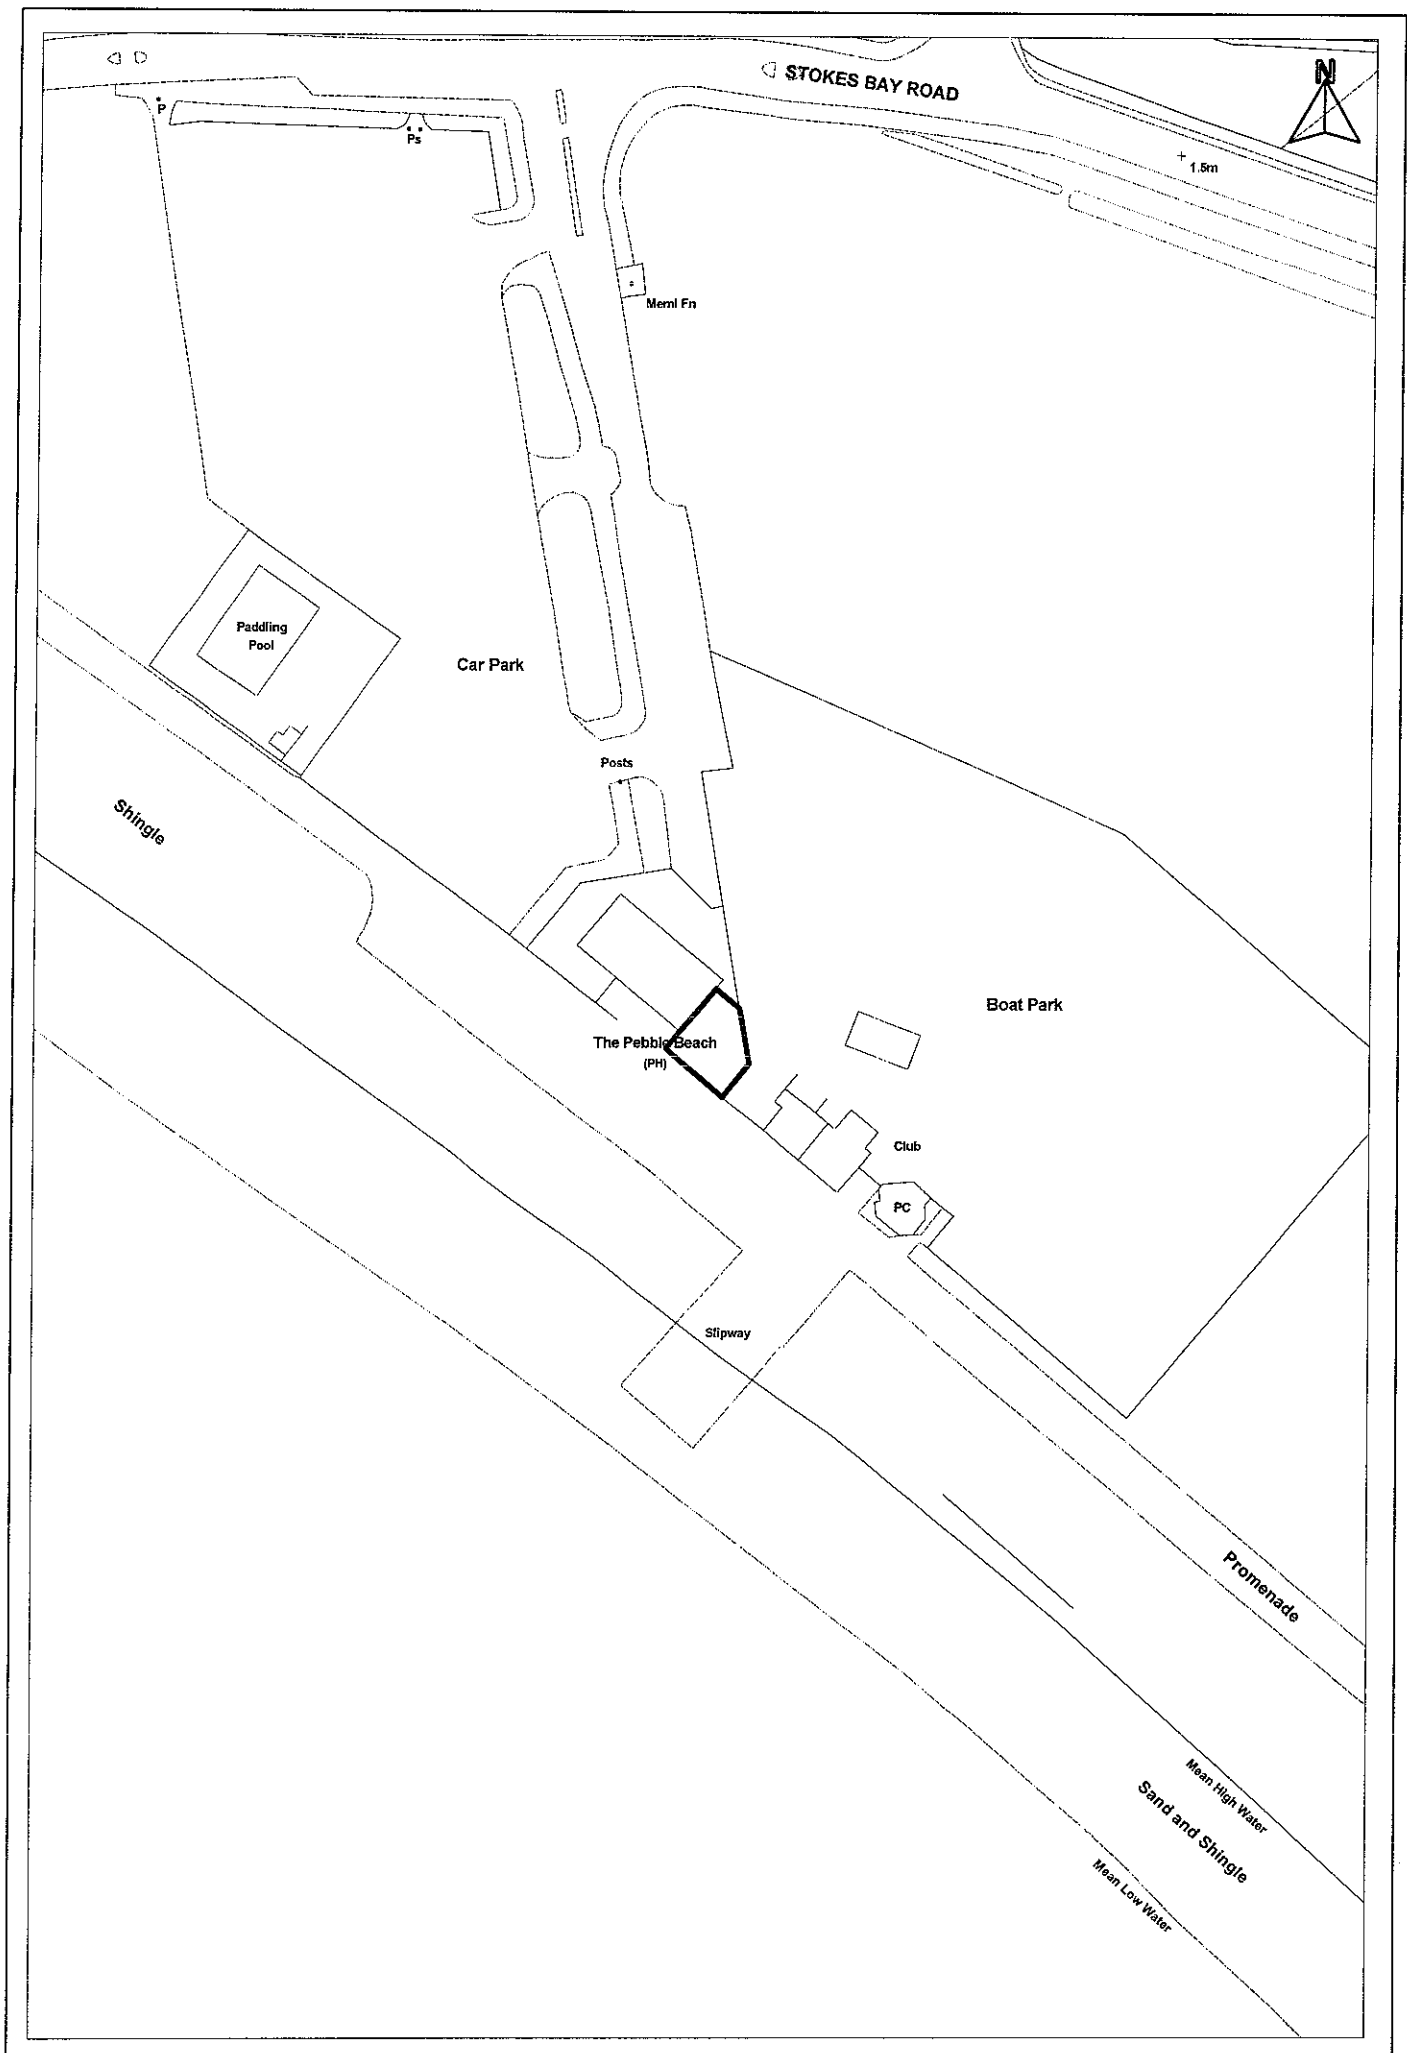 STOKES BAY ROAD
N
P
Ps
1.5m
Meml Fn
Paddling
Pool
Car Park
Posts
Shingle
Boat Park
The Pebble Beach
(PH)
Club
PC
Slipway
Promenade
Mean High Water
Sand and Shingle
Mean Low Water